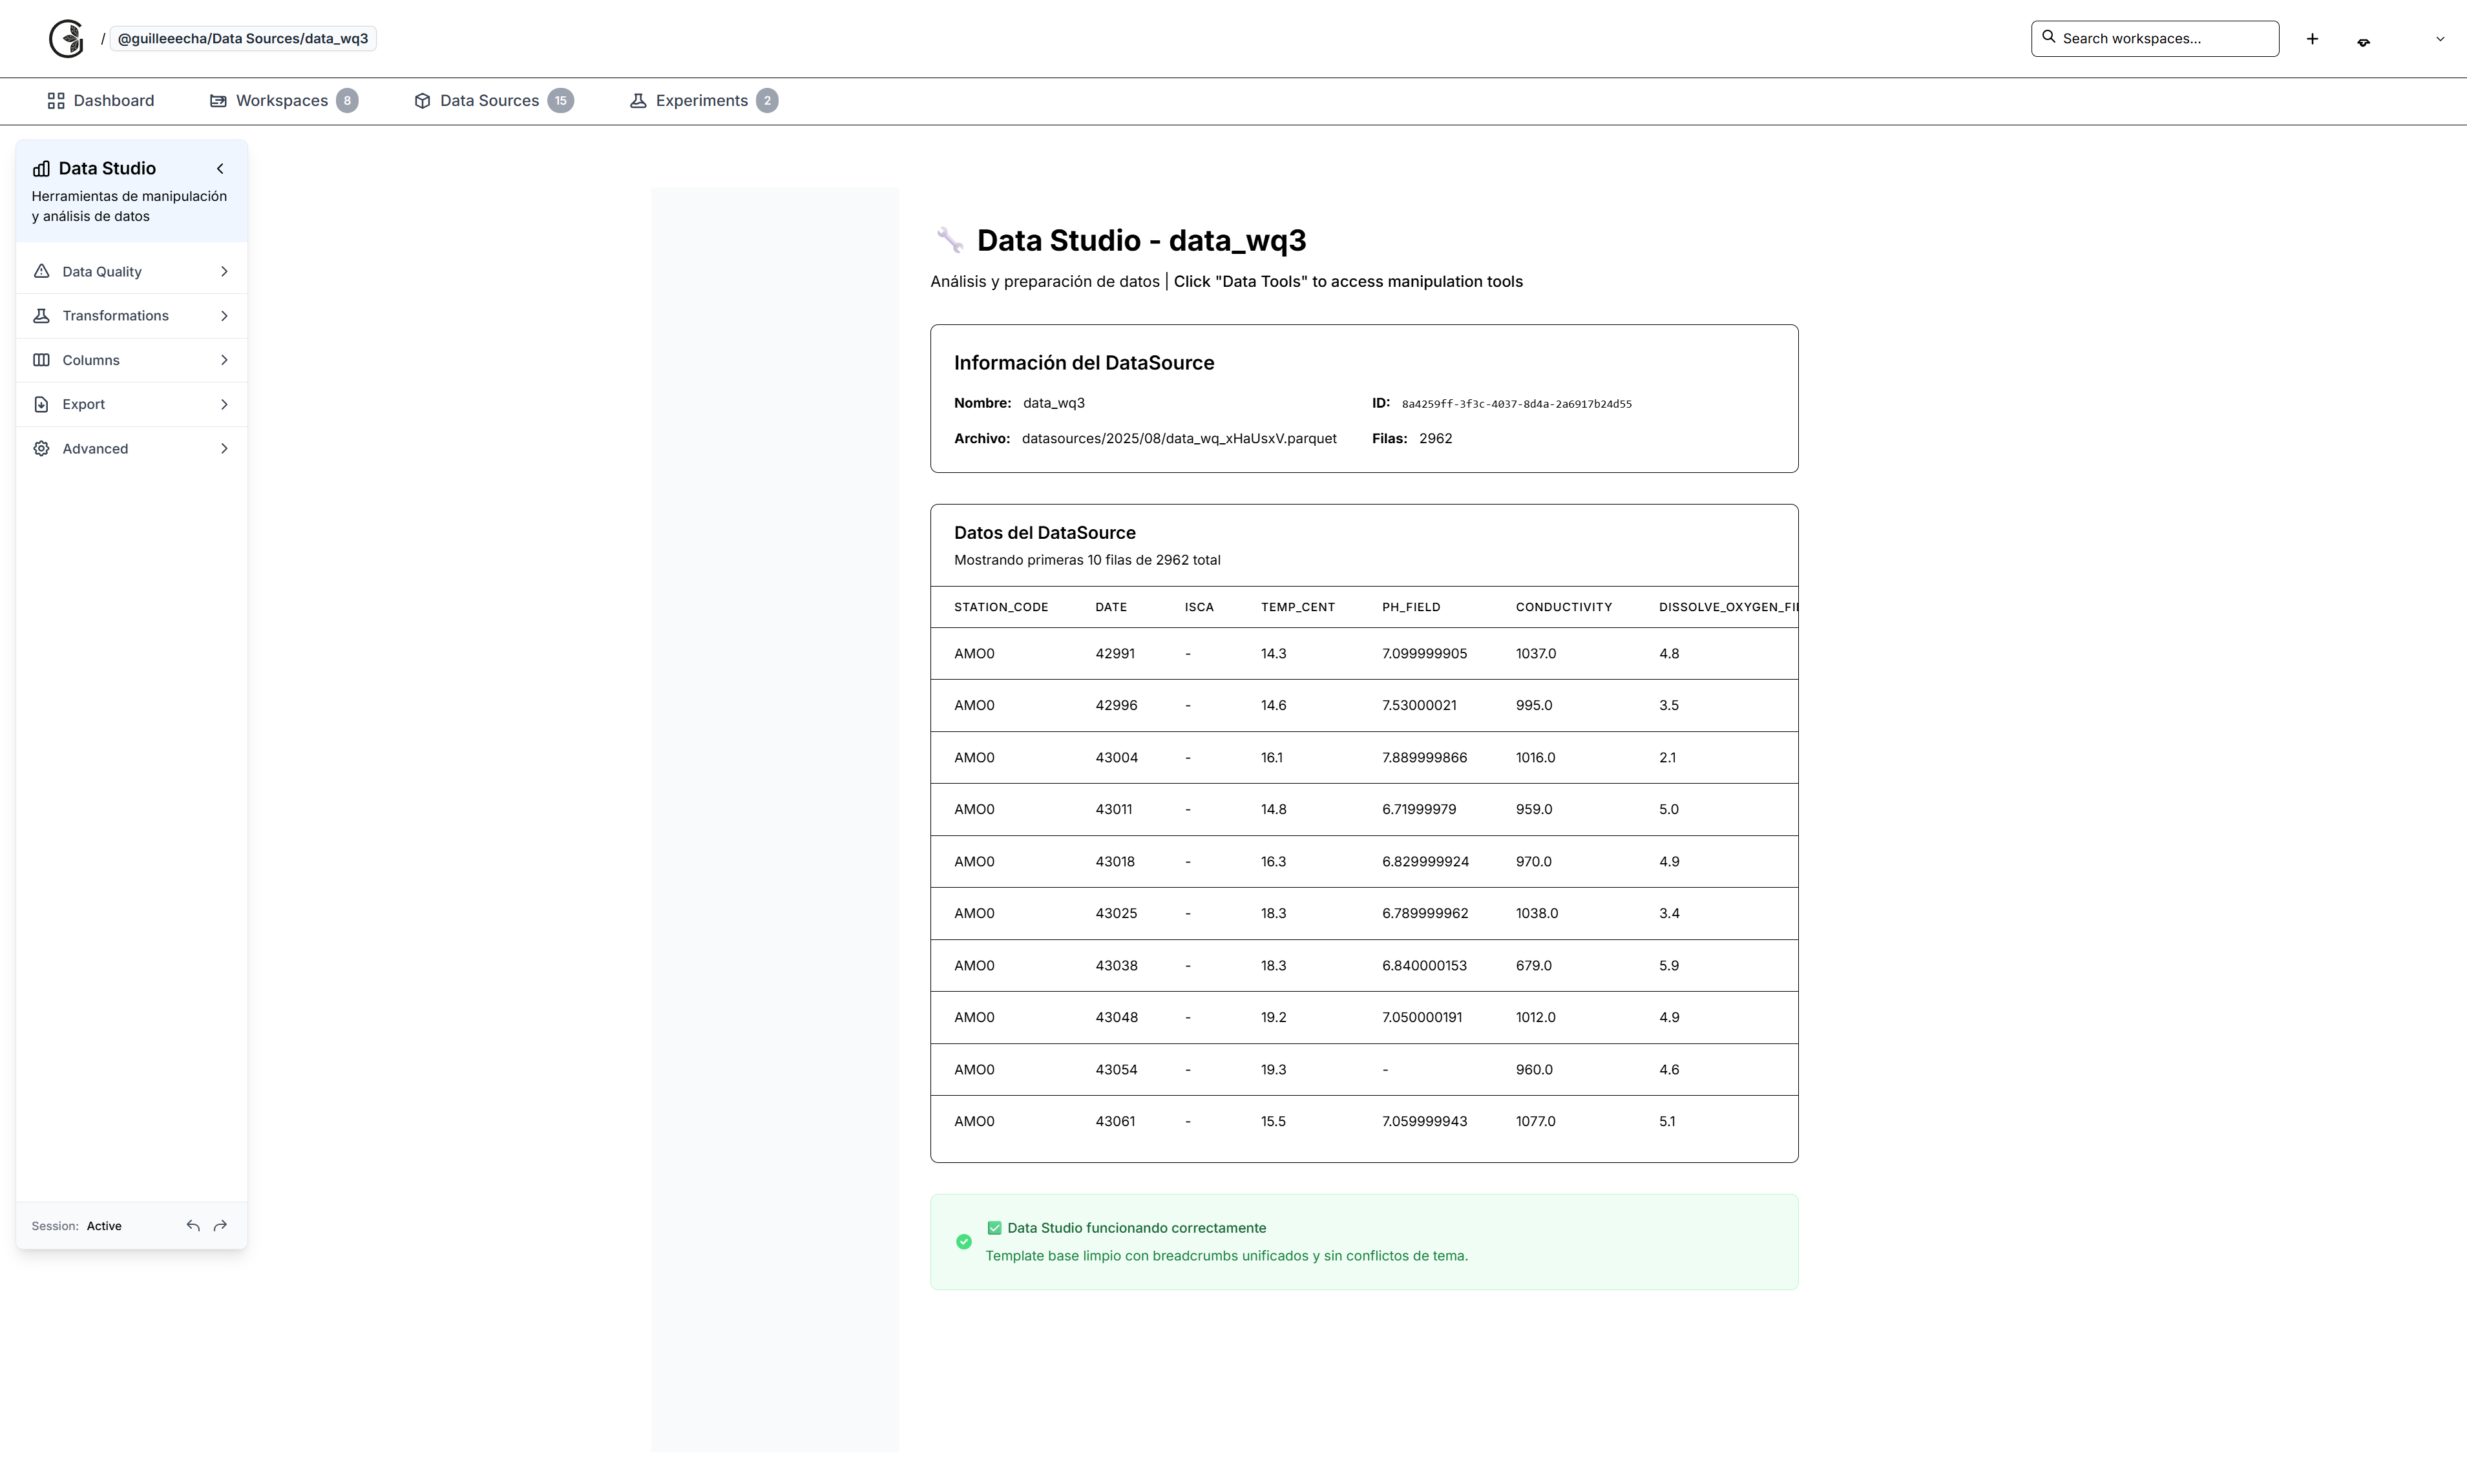 / @guilleeecha/Data Sources/data_wq3
Search workspaces...
Dashboard
Workspaces 8
Data Sources 15
Experiments 2
Data Studio
Herramientas de manipulación
y análisis de datos
Data Quality
Transformations
Columns
Export
Advanced
Session: Active
Data Studio - data_wq3
Análisis y preparación de datos | Click "Data Tools" to access manipulation tools
Información del DataSource
Nombre: data_wq3
ID: 8a4259ff-3f3c-4037-8d4a-2a6917b24d55
Archivo: datasources/2025/08/data_wq_xHaUsxV.parquet
Filas: 2962
Datos del DataSource
Mostrando primeras 10 filas de 2962 total
STATION_CODE DATE ISCA TEMP_CENT PH_FIELD CONDUCTIVITY DISSOLVE_OXYGEN_FI
AMO0 42991 - 14.3 7.099999905 1037.0 4.8
AMO0 42996 - 14.6 7.53000021 995.0 3.5
AMO0 43004 - 16.1 7.889999866 1016.0 2.1
AMO0 43011 - 14.8 6.71999979 959.0 5.0
AMO0 43018 - 16.3 6.829999924 970.0 4.9
AMO0 43025 - 18.3 6.789999962 1038.0 3.4
AMO0 43038 - 18.3 6.840000153 679.0 5.9
AMO0 43048 - 19.2 7.050000191 1012.0 4.9
AMO0 43054 - 19.3 - 960.0 4.6
AMO0 43061 - 15.5 7.059999943 1077.0 5.1
✅ Data Studio funcionando correctamente
Template base limpio con breadcrumbs unificados y sin conflictos de tema.